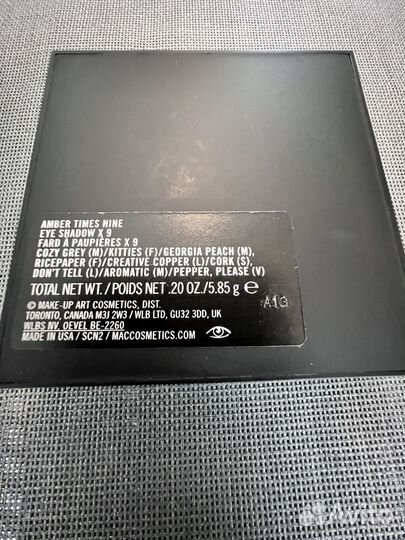 AMBER TIMES NINE
EYE SHADOW X 9
FARD À PAUPIÈRES X 9
COZY GREY (M)/KITTIES (F)/GEORGIA PEACH (M),
RICEPAPER (F)/CREATIVE COPPER (L)/CORK (S),
DON'T TELL (L)/AROMATIC (M)/PEPPER, PLEASE (V)
TOTAL NET WT. / POIDS NET WT. .20 OZ./5.85 g e
A13
© MAKE-UP ART COSMETICS, DIST.
TORONTO, CANADA M3J 2W3 / WLB LTD, GU32 3DD, UK
WLBS NV, OEVEL BE-2260
MADE IN USA / SCN2 / MACCOSMETICS.COM
Avito